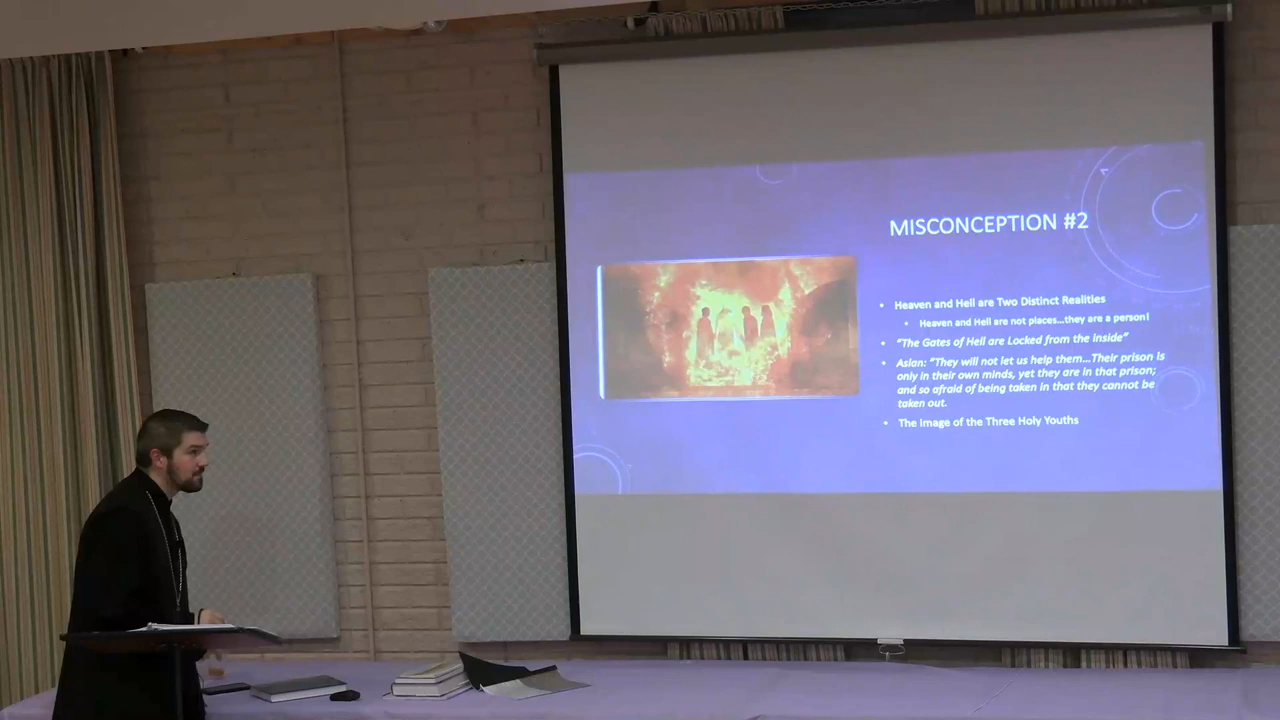 MISCONCEPTION #2
• Heaven and Hell are Two Distinct Realities
• Heaven and Hell are not places...they are a person!
• "The Gates of Hell are Locked from the Inside"
• Aslan: "They will not let us help them...Their prison is
only in their own minds, yet they are in that prison;
and so afraid of being taken in that they cannot be
taken out.
• The Image of the Three Holy Youths